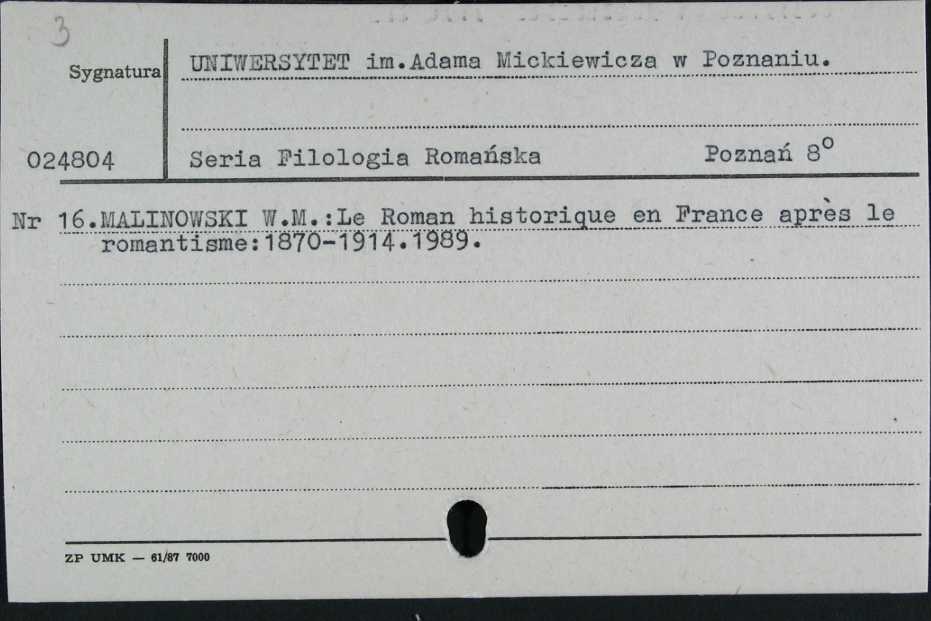 3
Sygnatura
UNIWERSYTET im.Adama Mickiewicza w Poznaniu.
024804
Seria Filologia Romańska Poznań 8°
Nr 16.MALINOWSKI W.M.:Le Roman historique en France après le
romantisme:1870-1914.1989.
ZP UMK — 61/87 7000